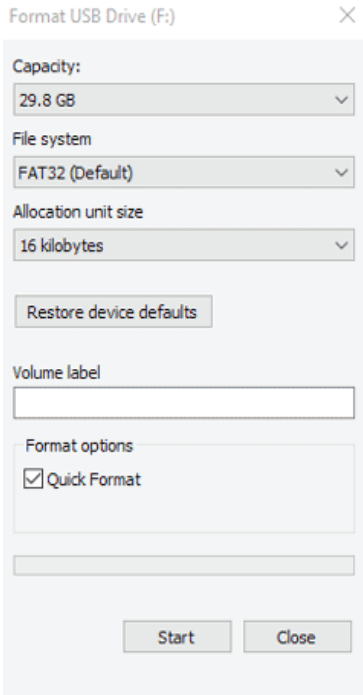 Format USB Drive (F:)
Capacity:
29.8 GB
File system
FAT32 (Default)
Allocation unit size
16 kilobytes
Restore device defaults
Volume label
Format options
Quick Format
Start Close